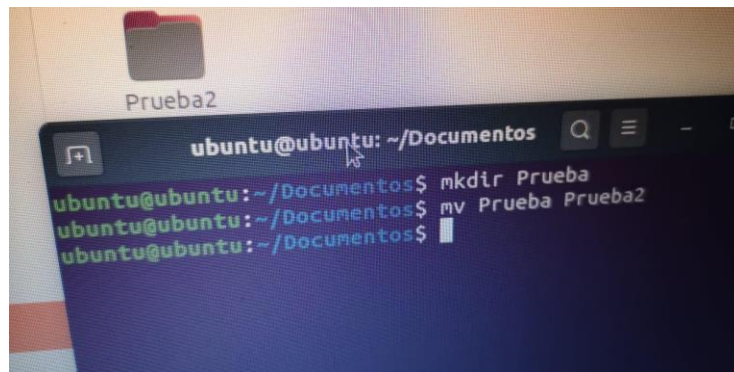 Prueba2
ubuntu@ubuntu: ~/Documentos
ubuntu@ubuntu:~/Documentos$ mkdir Prueba
ubuntu@ubuntu:~/Documentos$ mv Prueba Prueba2
ubuntu@ubuntu:~/Documentos$